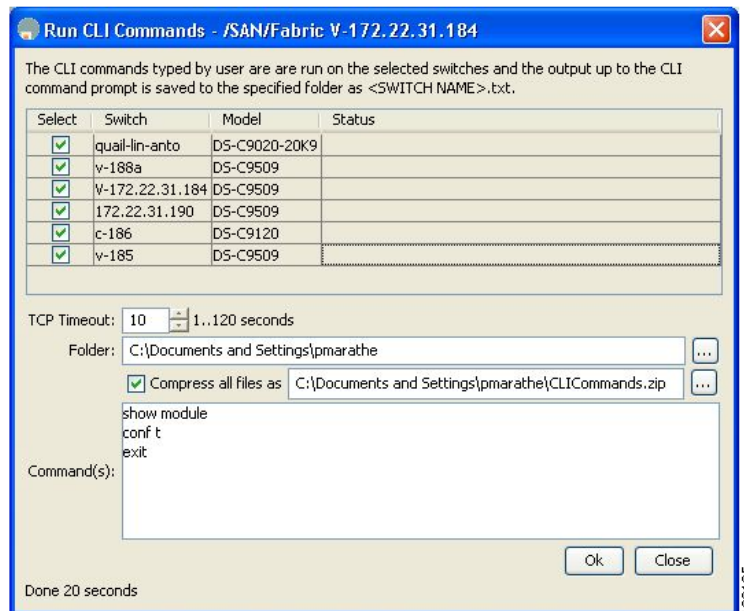 Run CLI Commands - /SAN/Fabric V-172.22.31.184
The CLI commands typed by user are are run on the selected switches and the output up to the CLI
command prompt is saved to the specified folder as <SWITCH NAME>.txt.
Select Switch Model Status
quail-lin-anto DS-C9020-20K9
v-188a DS-C9509
V-172.22.31.184 DS-C9509
172.22.31.190 DS-C9509
c-186 DS-C9120
v-185 DS-C9509
TCP Timeout: 10 1..120 seconds
Folder: C:\Documents and Settings\pmarathe ...
Compress all files as C:\Documents and Settings\pmarathe\CLICommands.zip ...
Command(s):
show module
conf t
exit
Ok Close
Done 20 seconds